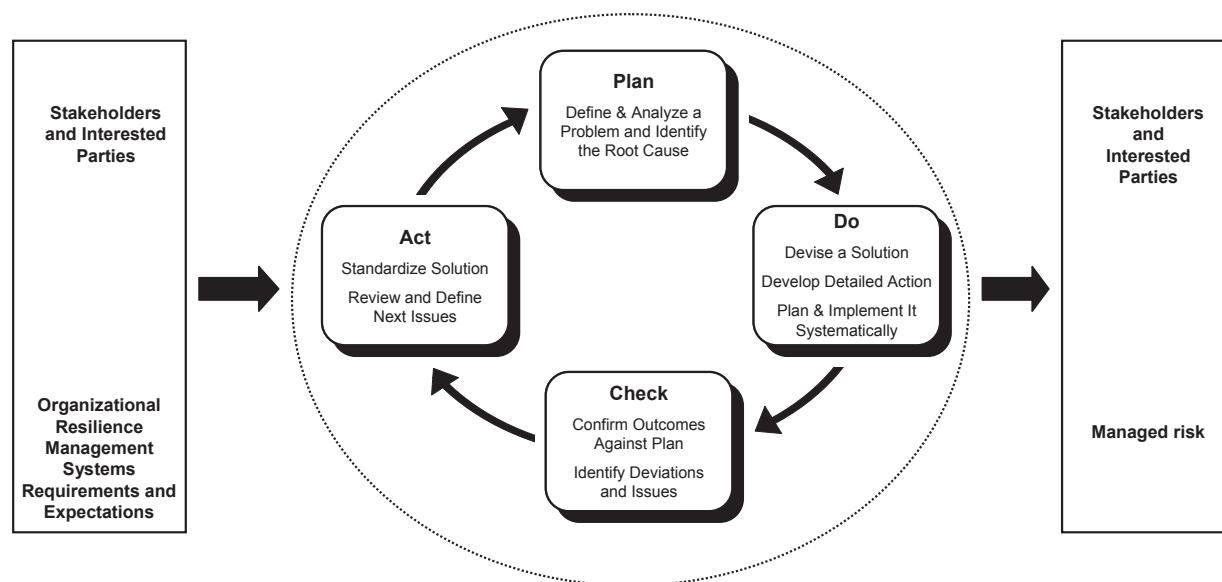 Stakeholders
and Interested
Parties
Organizational
Resilience
Management
Systems
Requirements and
Expectations
Plan
Define & Analyze a
Problem and Identify
the Root Cause
Act
Standardize Solution
Review and Define
Next Issues
Do
Devise a Solution
Develop Detailed Action
Plan & Implement It
Systematically
Check
Confirm Outcomes
Against Plan
Identify Deviations
and Issues
Stakeholders
and
Interested
Parties
Managed risk